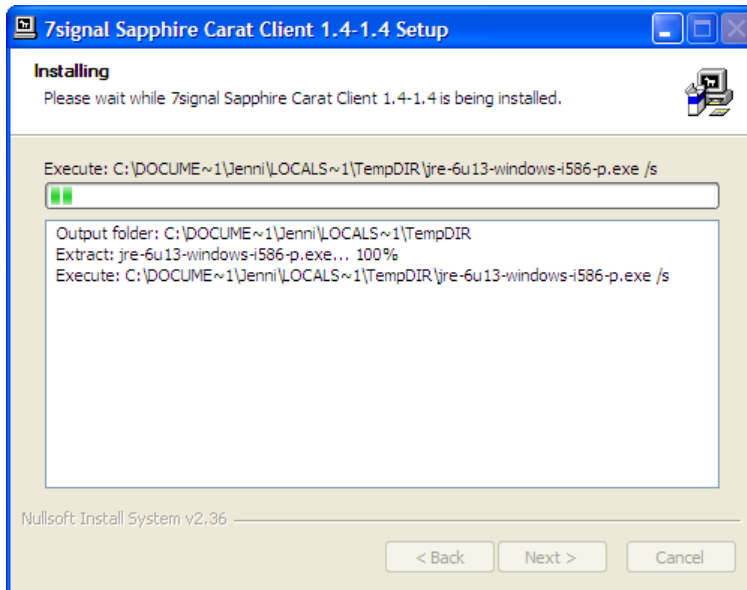 7signal Sapphire Carat Client 1.4-1.4 Setup
Installing
Please wait while 7signal Sapphire Carat Client 1.4-1.4 is being installed.
Execute: C:\DOCUME~1\Jenni\LOCALS~1\TempDIR\jre-6u13-windows-i586-p.exe /s
Output folder: C:\DOCUME~1\Jenni\LOCALS~1\TempDIR
Extract: jre-6u13-windows-i586-p.exe... 100%
Execute: C:\DOCUME~1\Jenni\LOCALS~1\TempDIR\jre-6u13-windows-i586-p.exe /s
Nullsoft Install System v2.36
< Back Next > Cancel